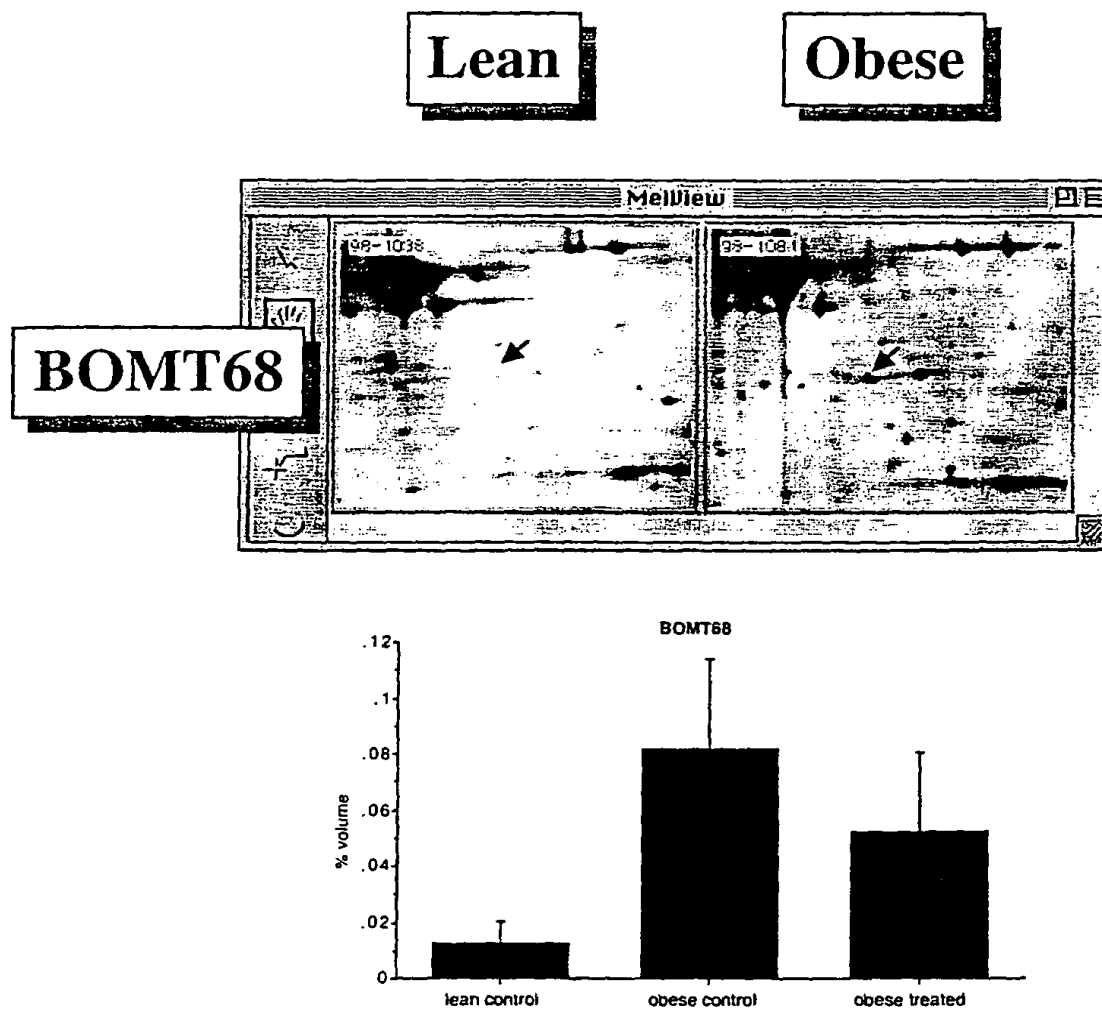 Lean
Obese
MelView
98-1038
98-1081
BOMT68
BOMT68
.12
.1
.08
.06
.04
.02
0
% volume
lean control
obese control
obese treated